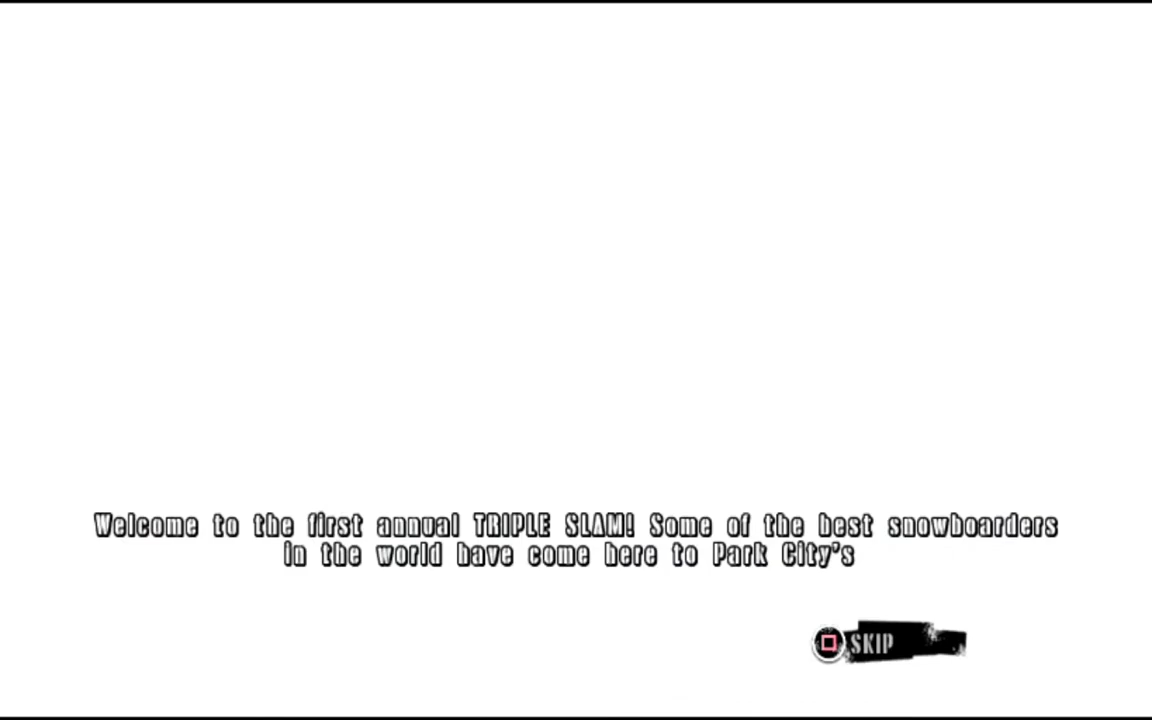 Welcome to the first annual TRIPLE SLAM! Some of the best snowboarders
in the world have come here to Park City's
SKIP